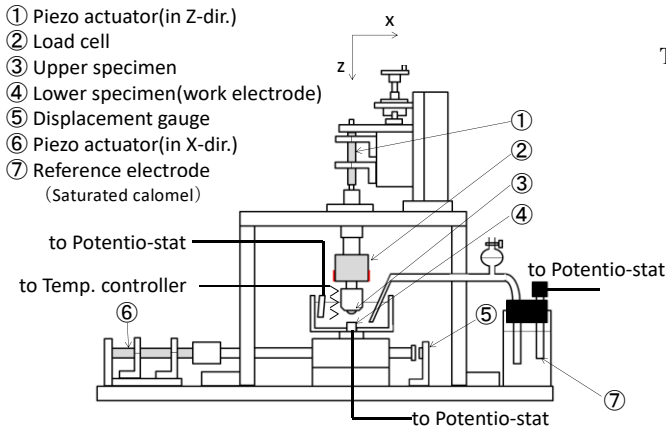 ① Piezo actuator(in Z-dir.)
② Load cell
③ Upper specimen
④ Lower specimen(work electrode)
⑤ Displacement gauge
⑥ Piezo actuator(in X-dir.)
⑦ Reference electrode
（Saturated calomel）
x
z
T
①
②
③
④
to Potentio-stat
to Potentio-stat
to Temp. controller
⑥
⑤
⑦
to Potentio-stat